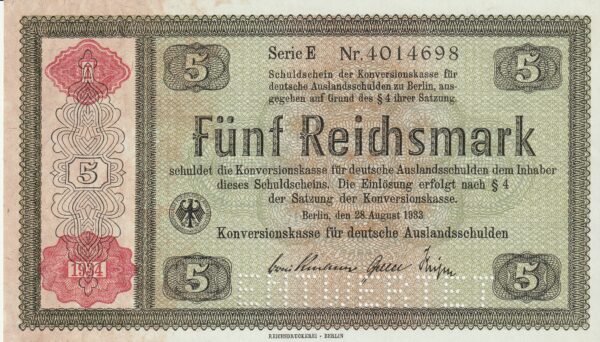 Serie E Nr. 4014698
5
5
Schuldschein der Konversionskasse für
deutsche Auslandsschulden zu Berlin, aus-
gegeben auf Grund des § 4 ihrer Satzung.
Fünf Reichsmark
5
schuldet die Konversionskasse für deutsche Auslandsschulden dem Inhaber
dieses Schuldscheins. Die Einlösung erfolgt nach § 4
der Satzung der Konversionskasse.
Berlin, den 28. August 1933
Konversionskasse für deutsche Auslandsschulden
1934
5
5
REICHSDRUCKEREI - BERLIN